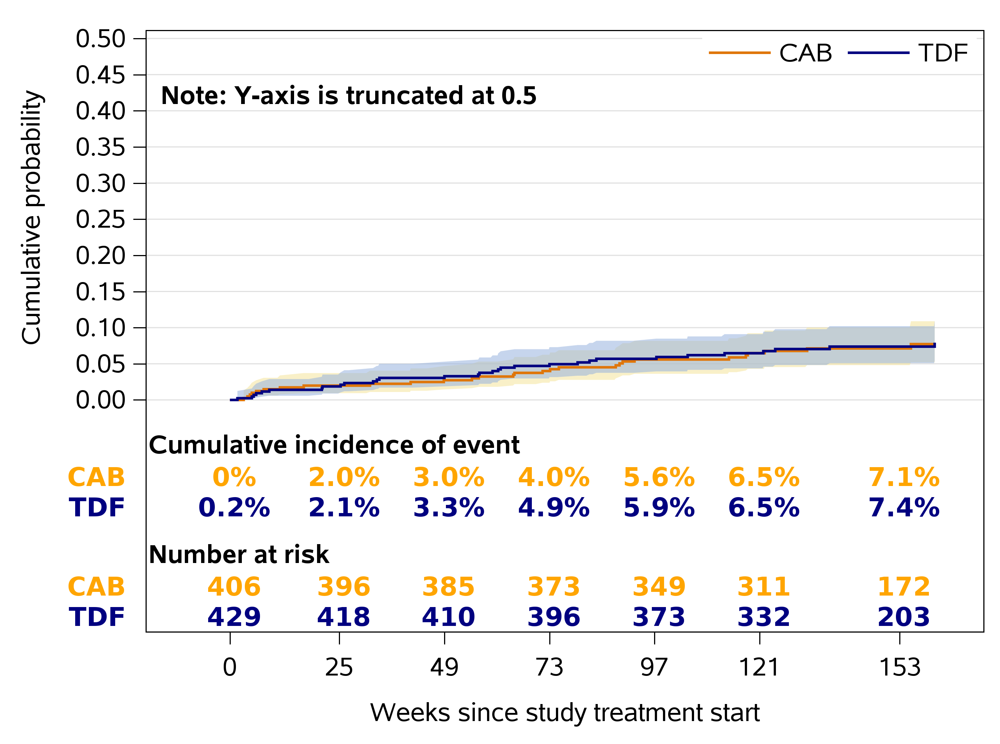 0.50
CAB TDF
0.45
Note: Y-axis is truncated at 0.5
0.40
0.35
0.30
0.25
0.20
0.15
0.10
0.05
0.00
Cumulative probability
Cumulative incidence of event
CAB 0% 2.0% 3.0% 4.0% 5.6% 6.5% 7.1%
TDF 0.2% 2.1% 3.3% 4.9% 5.9% 6.5% 7.4%
Number at risk
CAB 406 396 385 373 349 311 172
TDF 429 418 410 396 373 332 203
0 25 49 73 97 121 153
Weeks since study treatment start